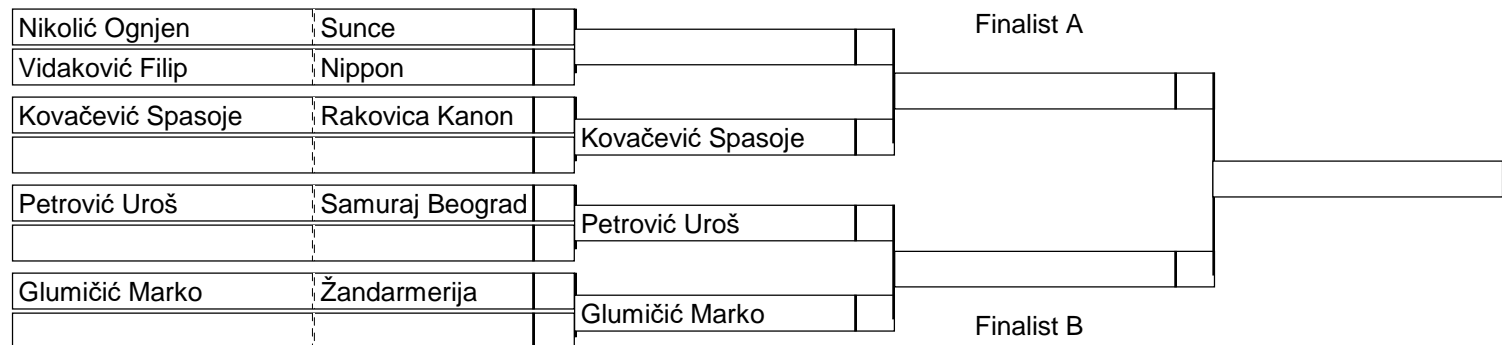 Nikolić Ognjen Sunce
Vidaković Filip Nippon
Kovačević Spasoje Rakovica Kanon
Petrović Uroš Samuraj Beograd
Glumičić Marko Žandarmerija
Kovačević Spasoje
Petrović Uroš
Glumičić Marko
Finalist A
Finalist B